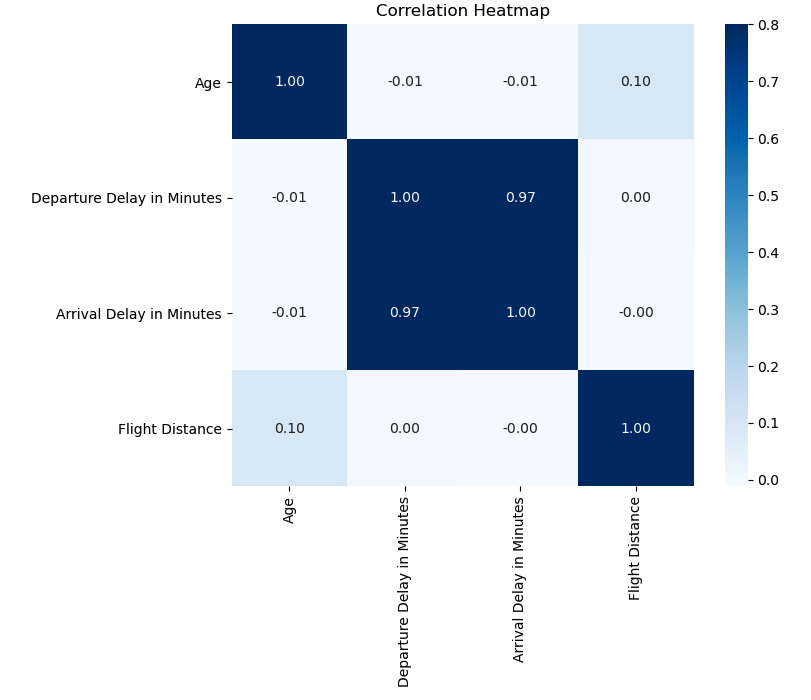 Correlation Heatmap
Age
1.00 -0.01 -0.01 0.10
Departure Delay in Minutes
-0.01 1.00 0.97 0.00
Arrival Delay in Minutes
-0.01 0.97 1.00 -0.00
Flight Distance
0.10 0.00 -0.00 1.00
Age
Departure Delay in Minutes
Arrival Delay in Minutes
Flight Distance
0.8
0.7
0.6
0.5
0.4
0.3
0.2
0.1
0.0